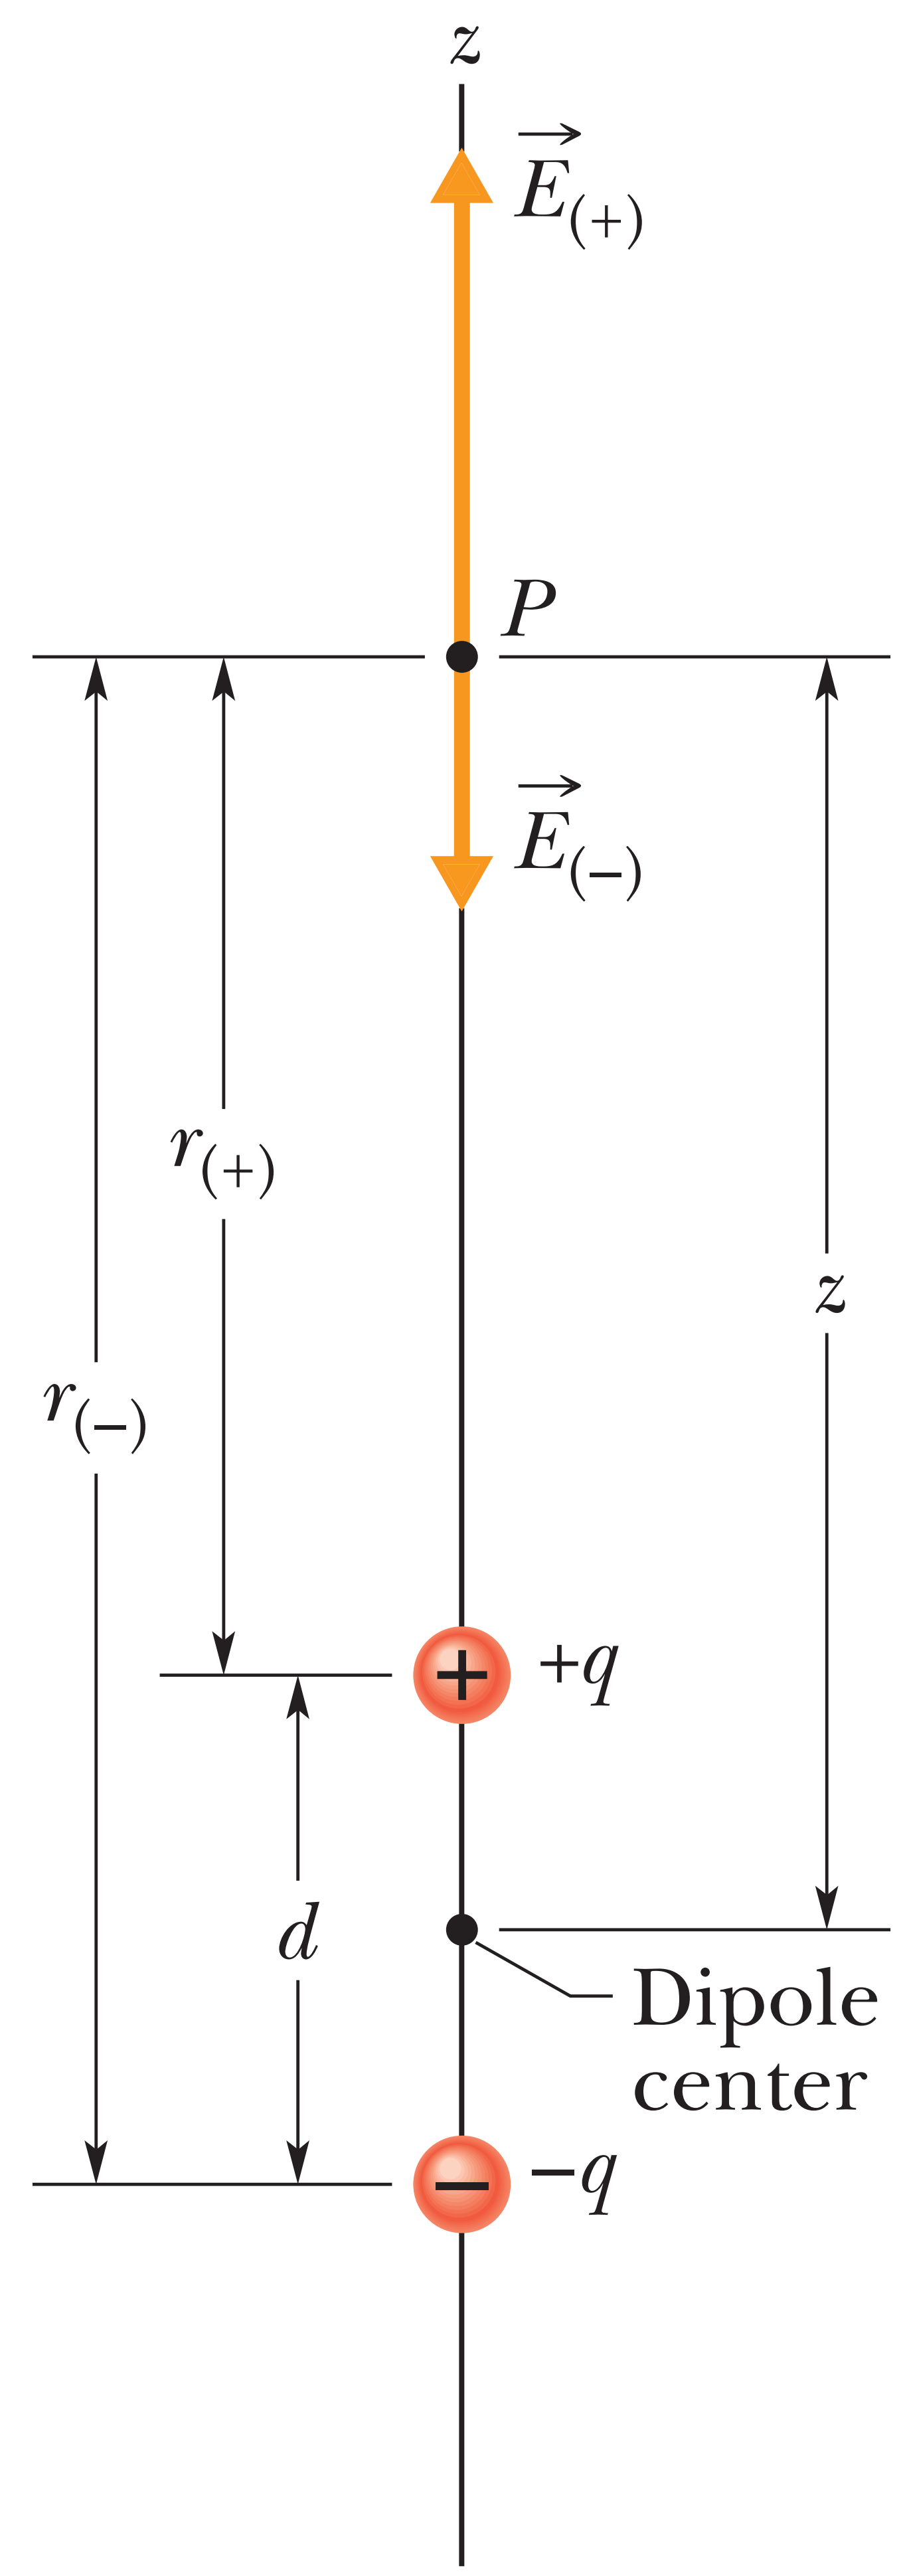 z
E(+)
P
E(−)
r(+)
z
r(−)
+
+q
d
Dipole
center
−
−q